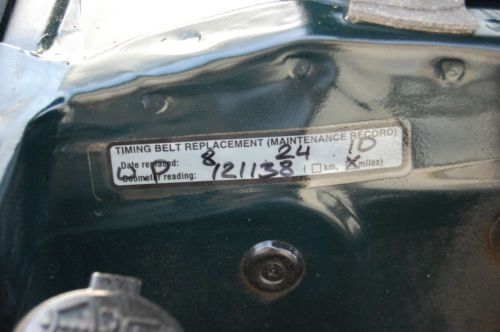 TIMING BELT REPLACEMENT (MAINTENANCE RECORD)
Date replaced: 8 24 10
W.P Odometer reading: 121138 ( ☐ km, ☒ miles)